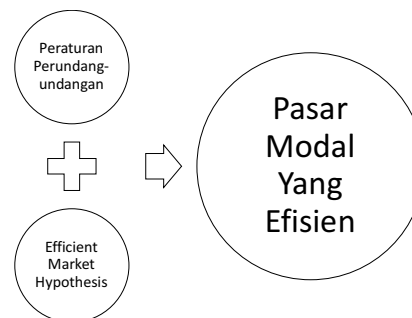 Peraturan
Perundang-
undangan
Efficient
Market
Hypothesis
Pasar
Modal
Yang
Efisien